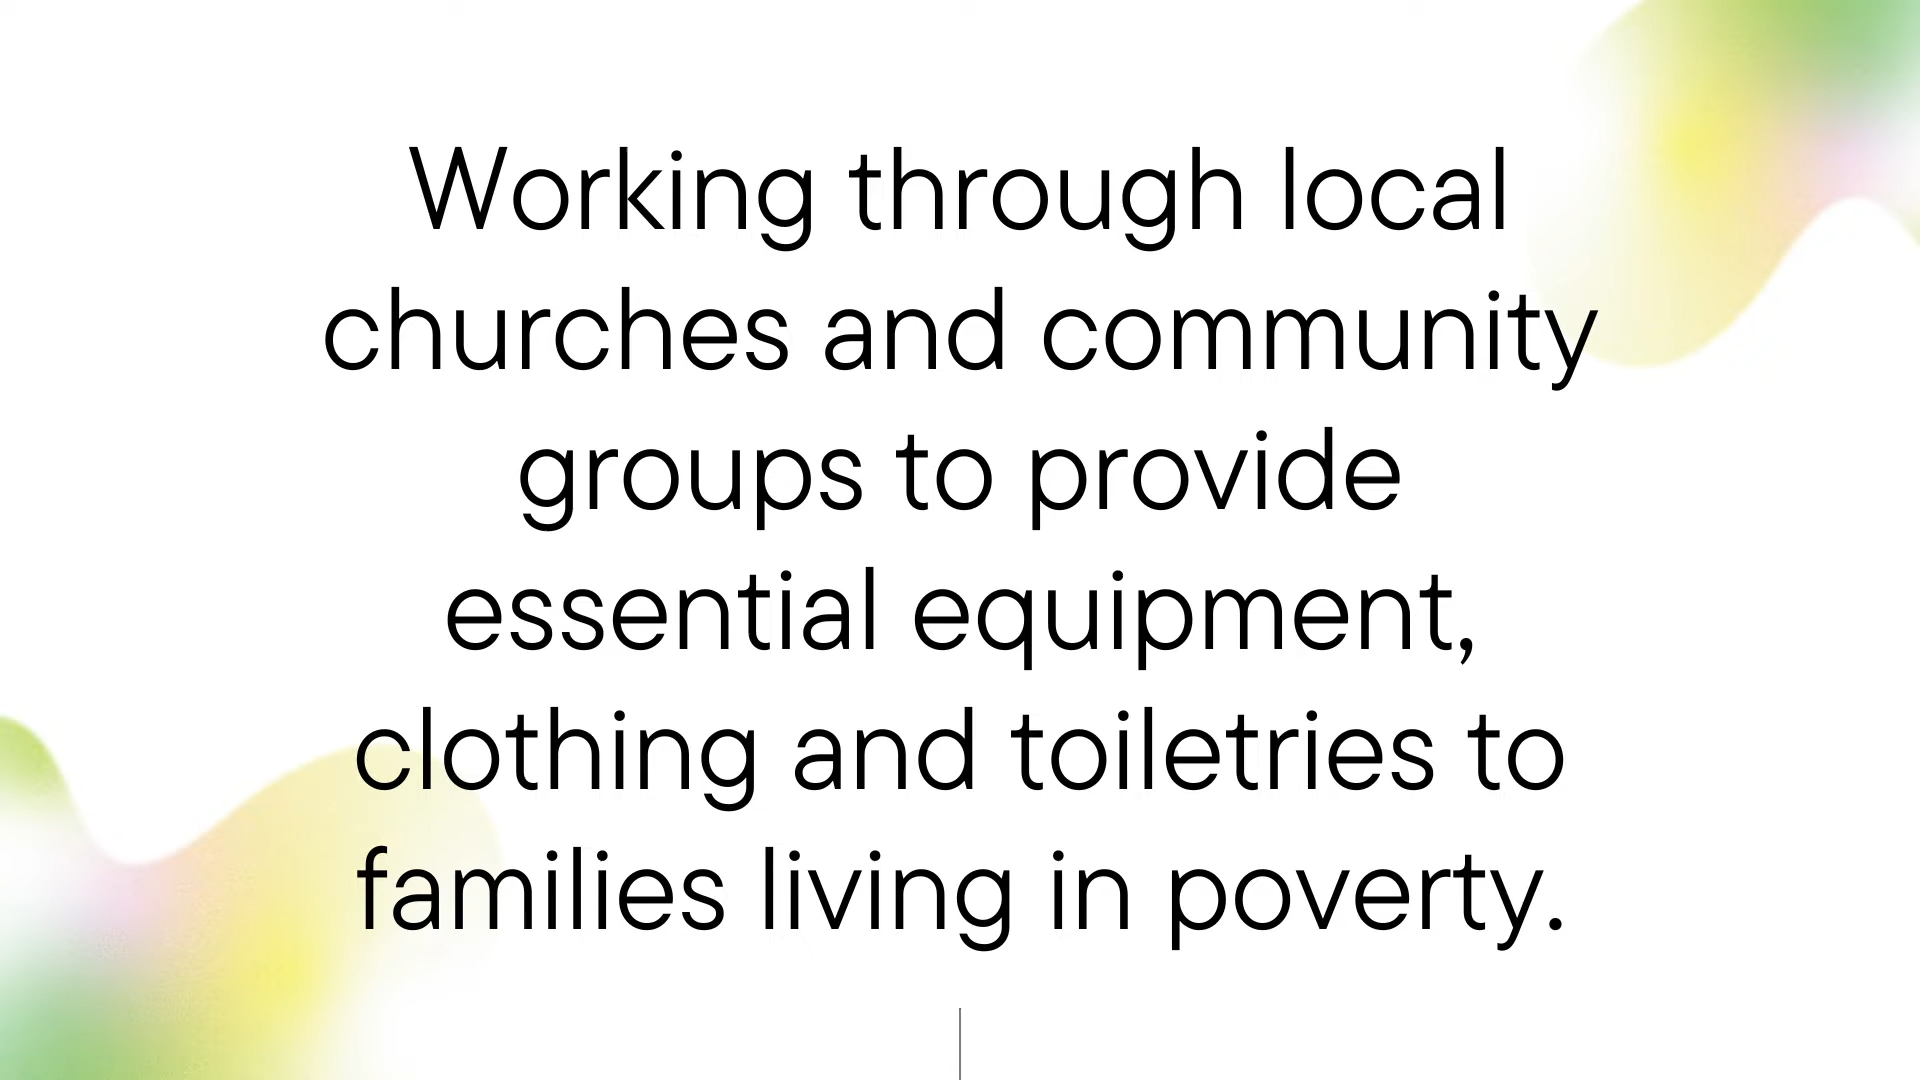 Working through local
churches and community
groups to provide
essential equipment,
clothing and toiletries to
families living in poverty.